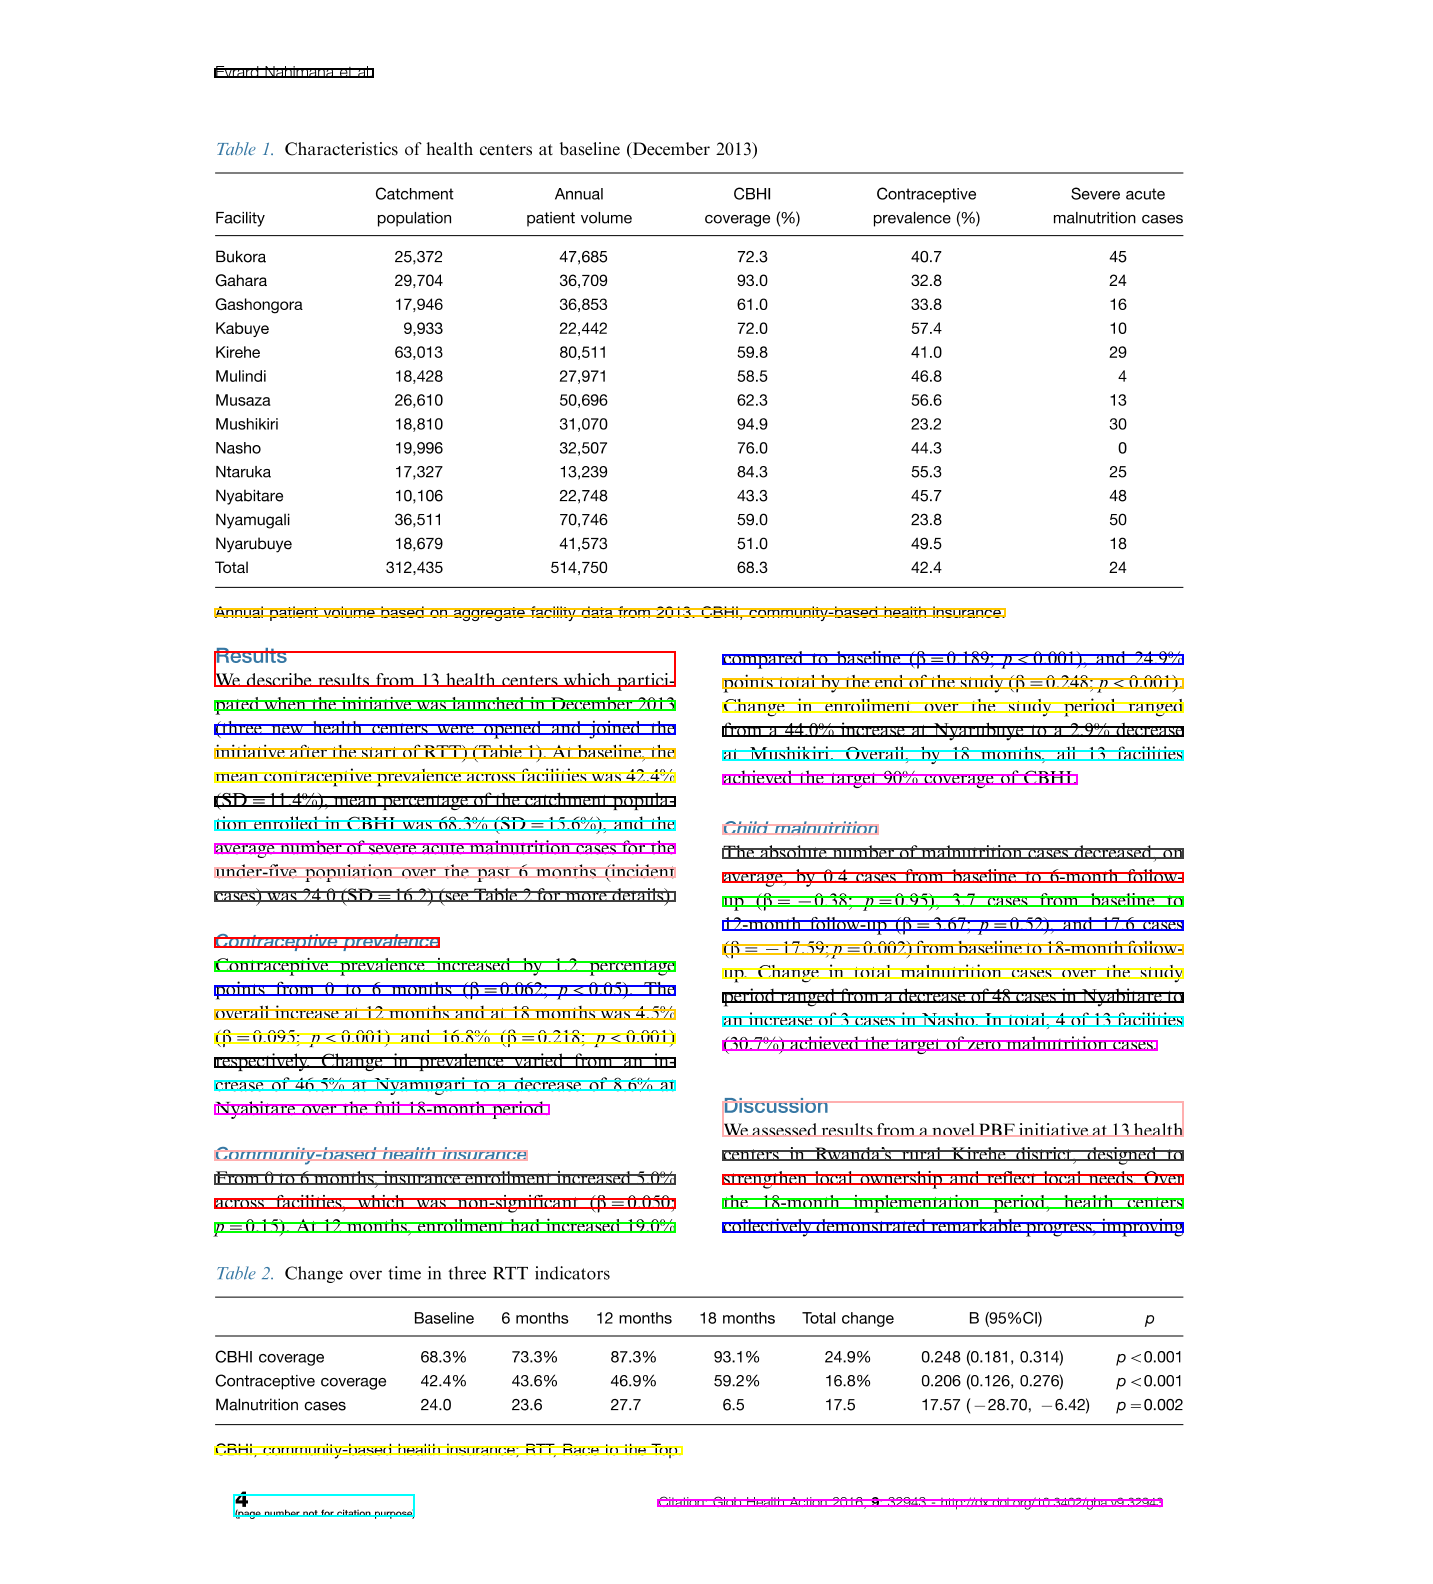 Evrard Nahimana et al.
Table 1. Characteristics of health centers at baseline (December 2013)
Catchment Annual CBHI Contraceptive Severe acute
Facility population patient volume coverage (%) prevalence (%) malnutrition cases
Bukora 25,372 47,685 72.3 40.7 45
Gahara 29,704 36,709 93.0 32.8 24
Gashongora 17,946 36,853 61.0 33.8 16
Kabuye 9,933 22,442 72.0 57.4 10
Kirehe 63,013 80,511 59.8 41.0 29
Mulindi 18,428 27,971 58.5 46.8 4
Musaza 26,610 50,696 62.3 56.6 13
Mushikiri 18,810 31,070 94.9 23.2 30
Nasho 19,996 32,507 76.0 44.3 0
Ntaruka 17,327 13,239 84.3 55.3 25
Nyabitare 10,106 22,748 43.3 45.7 48
Nyamugali 36,511 70,746 59.0 23.8 50
Nyarubuye 18,679 41,573 51.0 49.5 18
Total 312,435 514,750 68.3 42.4 24
Annual patient volume based on aggregate facility data from 2013. CBHI, community-based health insurance.
Results
We describe results from 13 health centers which partici-
pated when the initiative was launched in December 2013
(three new health centers were opened and joined the
initiative after the start of RTT) (Table 1). At baseline, the
mean contraceptive prevalence across facilities was 42.4%
(SD = 11.4%), mean percentage of the catchment popula-
tion enrolled in CBHI was 68.3% (SD = 15.6%), and the
average number of severe acute malnutrition cases for the
under-five population over the past 6 months (incident
cases) was 24.0 (SD = 16.2) (see Table 2 for more details).
Contraceptive prevalence
Contraceptive prevalence increased by 1.2 percentage
points from 0 to 6 months (β = 0.062; p < 0.05). The
overall increase at 12 months and at 18 months was 4.5%
(β = 0.095; p < 0.001) and 16.8% (β = 0.218; p < 0.001)
respectively. Change in prevalence varied from an in-
crease of 46.5% at Nyamugari to a decrease of 8.6% at
Nyabitare over the full 18-month period.
Community-based health insurance
From 0 to 6 months, insurance enrollment increased 5.0%
across facilities, which was non-significant (β = 0.050;
p = 0.15). At 12 months, enrollment had increased 19.0%
compared to baseline (β = 0.189; p < 0.001), and 24.9%
points total by the end of the study (β = 0.248; p < 0.001).
Change in enrollment over the study period ranged
from a 44.0% increase at Nyarubuye to a 2.9% decrease
at Mushikiri. Overall, by 18 months, all 13 facilities
achieved the target 90% coverage of CBHI.
Child malnutrition
The absolute number of malnutrition cases decreased, on
average, by 0.4 cases from baseline to 6-month follow-
up (β = −0.38; p = 0.95), 3.7 cases from baseline to
12-month follow-up (β = 3.67; p = 0.52), and 17.6 cases
(β = −17.59; p = 0.002) from baseline to 18-month follow-
up. Change in total malnutrition cases over the study
period ranged from a decrease of 48 cases in Nyabitare to
an increase of 3 cases in Nasho. In total, 4 of 13 facilities
(30.7%) achieved the target of zero malnutrition cases.
Discussion
We assessed results from a novel PBF initiative at 13 health
centers in Rwanda's rural Kirehe district, designed to
strengthen local ownership and reflect local needs. Over
the 18-month implementation period, health centers
collectively demonstrated remarkable progress, improving
Table 2. Change over time in three RTT indicators
Baseline 6 months 12 months 18 months Total change B (95%CI) p
CBHI coverage 68.3% 73.3% 87.3% 93.1% 24.9% 0.248 (0.181, 0.314) p < 0.001
Contraceptive coverage 42.4% 43.6% 46.9% 59.2% 16.8% 0.206 (0.126, 0.276) p < 0.001
Malnutrition cases 24.0 23.6 27.7 6.5 17.5 17.57 (−28.70, −6.42) p = 0.002
CBHI, community-based health insurance; RTT, Race to the Top.
4
(page number not for citation purpose)
Citation: Glob Health Action 2016, 9: 32943 - http://dx.doi.org/10.3402/gha.v9.32943